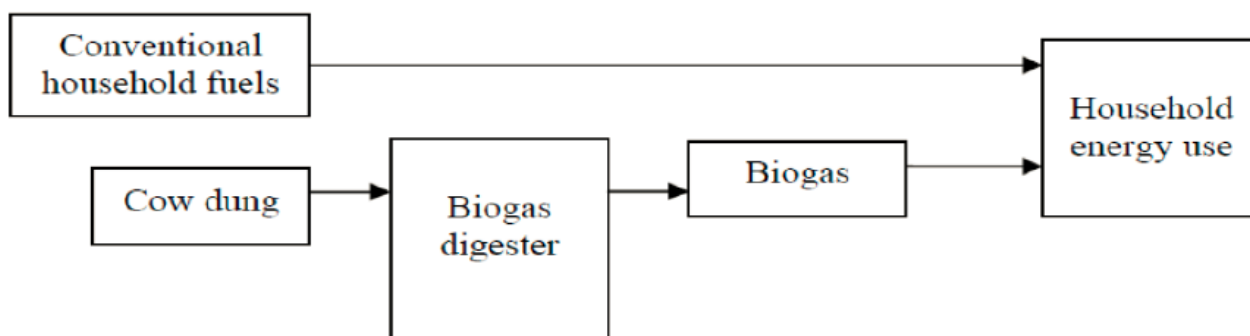 Conventional
household fuels
Household
energy use
Cow dung
Biogas
digester
Biogas